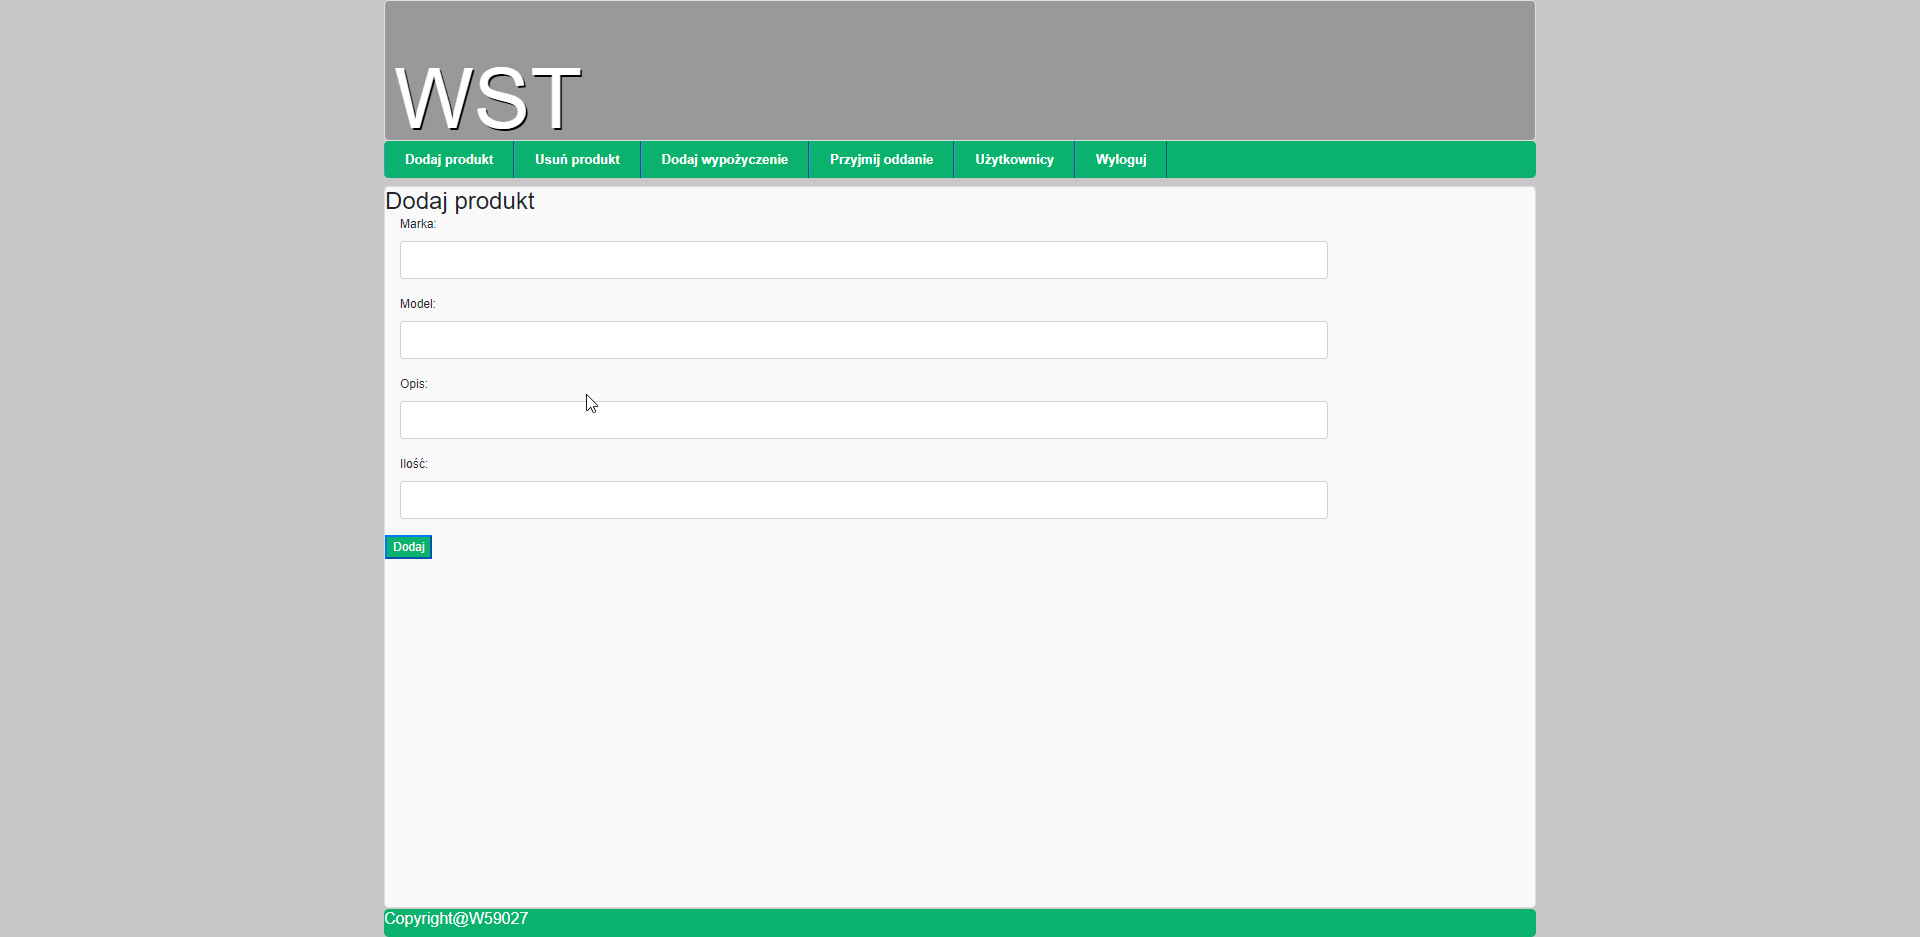 WST
Dodaj produkt Usuń produkt Dodaj wypożyczenie Przyjmij oddanie Użytkownicy Wyloguj
Dodaj produkt
Marka:
Model:
Opis:
Ilość:
Dodaj
Copyright@W59027